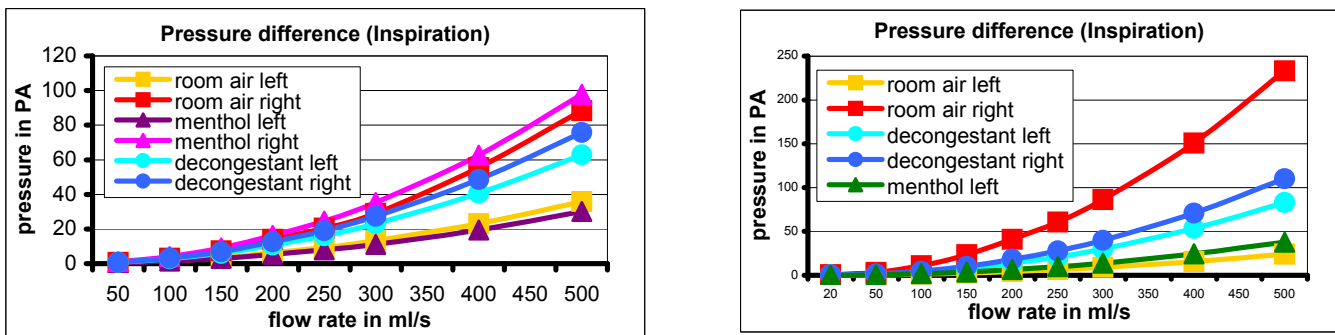 Pressure difference (Inspiration)
pressure in PA
120
100
80
60
40
20
0
room air left
room air right
menthol left
menthol right
decongestant left
decongestant right
50 100 150 200 250 300 400 450 500
flow rate in ml/s
Pressure difference (Inspiration)
pressure in PA
250
200
150
100
50
0
room air left
room air right
decongestant left
decongestant right
menthol left
20 50 100 150 200 250 300 400 450 500
flow rate in ml/s